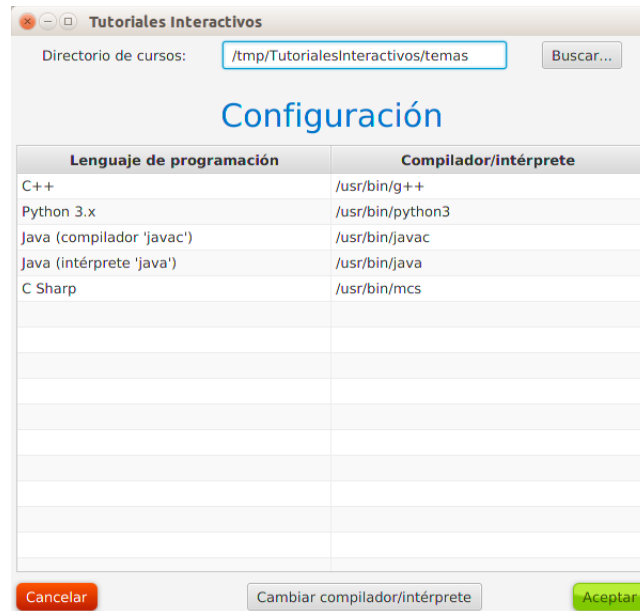 Tutoriales Interactivos
Directorio de cursos: /tmp/TutorialesInteractivos/temas Buscar...
Configuración
Lenguaje de programación Compilador/intérprete
C++ /usr/bin/g++
Python 3.x /usr/bin/python3
Java (compilador 'javac') /usr/bin/javac
Java (intérprete 'java') /usr/bin/java
C Sharp /usr/bin/mcs
Cancelar Cambiar compilador/intérprete Aceptar